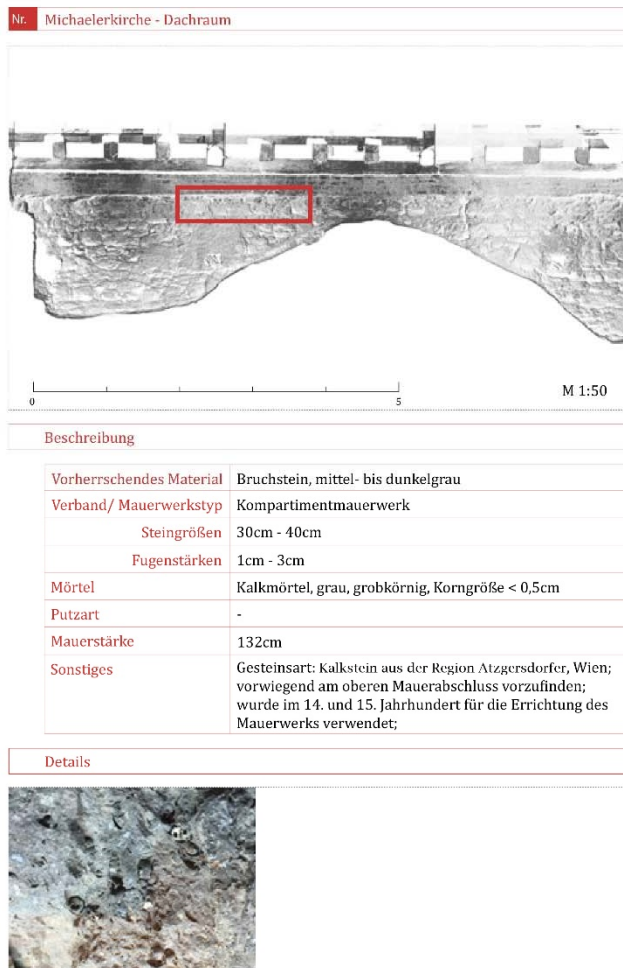 Nr. Michaelerkirche - Dachraum
0 5 M 1:50
Beschreibung
Vorherrschendes Material Bruchstein, mittel- bis dunkelgrau
Verband/ Mauerwerkstyp Kompartimentmauerwerk
Steingrößen 30cm - 40cm
Fugenstärken 1cm - 3cm
Mörtel Kalkmörtel, grau, grobkörnig, Korngröße < 0,5cm
Putzart -
Mauerstärke 132cm
Sonstiges Gesteinsart: Kalkstein aus der Region Atzgersdorfer, Wien;
vorwiegend am oberen Mauerabschluss vorzufinden;
wurde im 14. und 15. Jahrhundert für die Errichtung des
Mauerwerks verwendet;
Details